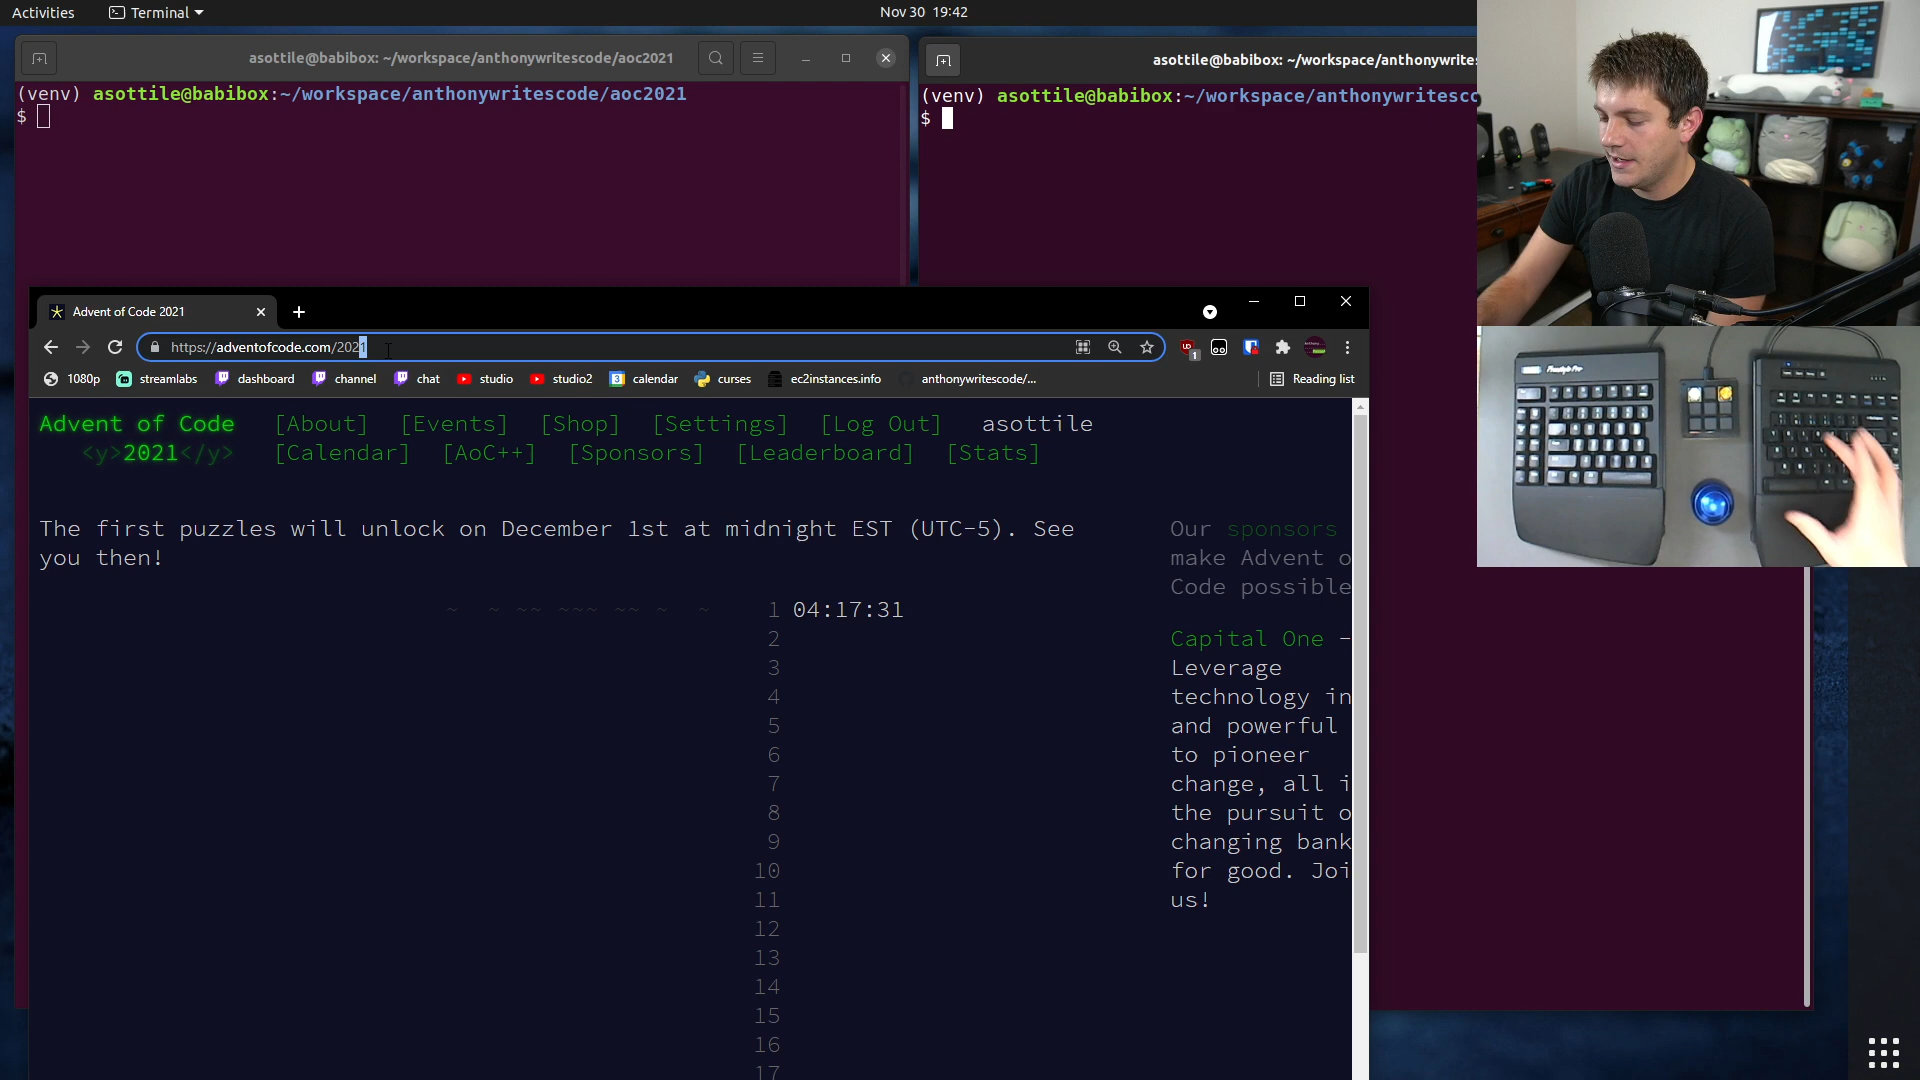 Activities
Terminal
Nov 30 19:42
asottile@babibox: ~/workspace/anthonywritescode/aoc2021
(venv) asottile@babibox:~/workspace/anthonywritescode/aoc2021
$
asottile@babibox: ~/workspace/anthonywrites
(venv) asottile@babibox:~/workspace/anthonywritesco
$
Advent of Code 2021
https://adventofcode.com/2021
1080p
streamlabs
dashboard
channel
chat
studio
studio2
calendar
curses
ec2instances.info
anthonywritescode/...
Reading list
Advent of Code [About] [Events] [Shop] [Settings] [Log Out] asottile
<y>2021</y> [Calendar] [AoC++] [Sponsors] [Leaderboard] [Stats]
The first puzzles will unlock on December 1st at midnight EST (UTC-5). See
you then!
~ ~ ~~ ~~~ ~~ ~ ~ 1 04:17:31
2
3
4
5
6
7
8
9
10
11
12
13
14
15
16
17
Our sponsors
make Advent o
Code possible
Capital One -
Leverage
technology in
and powerful
to pioneer
change, all i
the pursuit o
changing bank
for good. Joi
us!